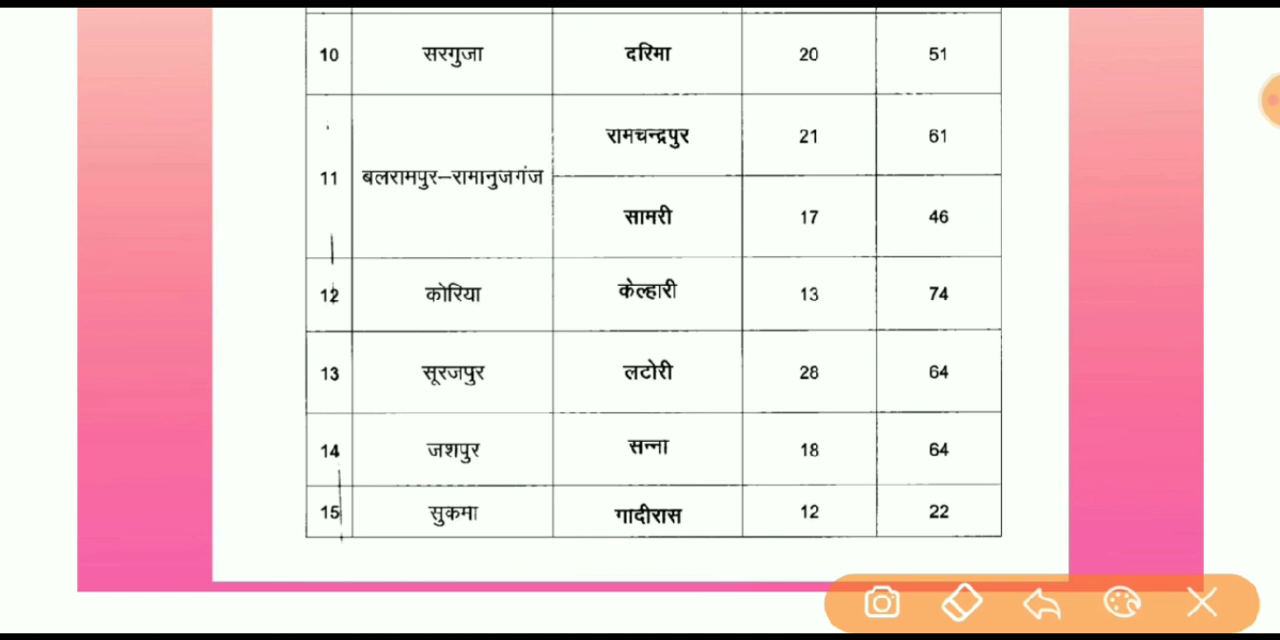 10 सरगुजा दरिमा 20 51
रामचन्द्रपुर 21 61
11 बलरामपुर–रामानुजगंज
सामरी 17 46
12 कोरिया केल्हारी 13 74
13 सूरजपुर लटोरी 28 64
14 जशपुर सन्ना 18 64
15 सुकमा गादीरास 12 22